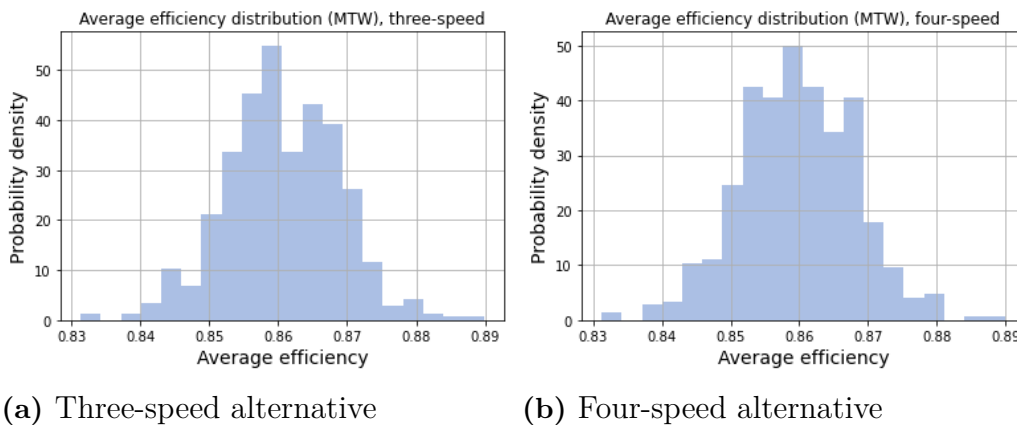 Average efficiency distribution (MTW), three-speed
Probability density
50
40
30
20
10
0
0.83 0.84 0.85 0.86 0.87 0.88 0.89
Average efficiency
(a) Three-speed alternative
Average efficiency distribution (MTW), four-speed
Probability density
50
40
30
20
10
0
0.83 0.84 0.85 0.86 0.87 0.88 0.89
Average efficiency
(b) Four-speed alternative